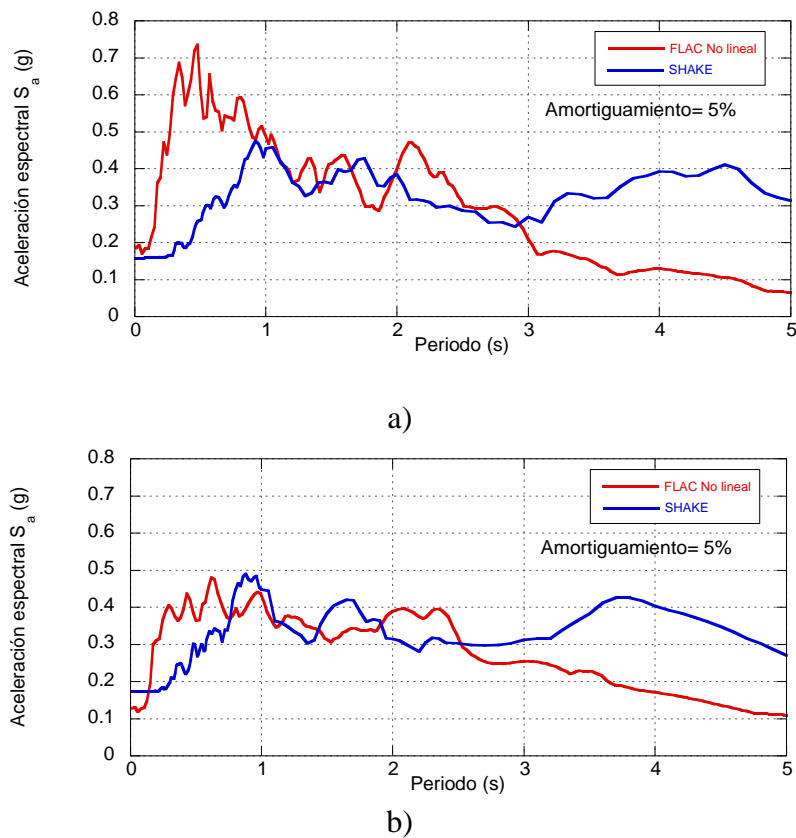 Aceleración espectral S_a (g)
0.8
0.7
0.6
0.5
0.4
0.3
0.2
0.1
0
FLAC No lineal
SHAKE
Amortiguamiento= 5%
0 1 2 3 4 5
Periodo (s)
a)
Aceleración espectral S_a (g)
0.8
0.7
0.6
0.5
0.4
0.3
0.2
0.1
0
FLAC No lineal
SHAKE
Amortiguamiento= 5%
0 1 2 3 4 5
Periodo (s)
b)